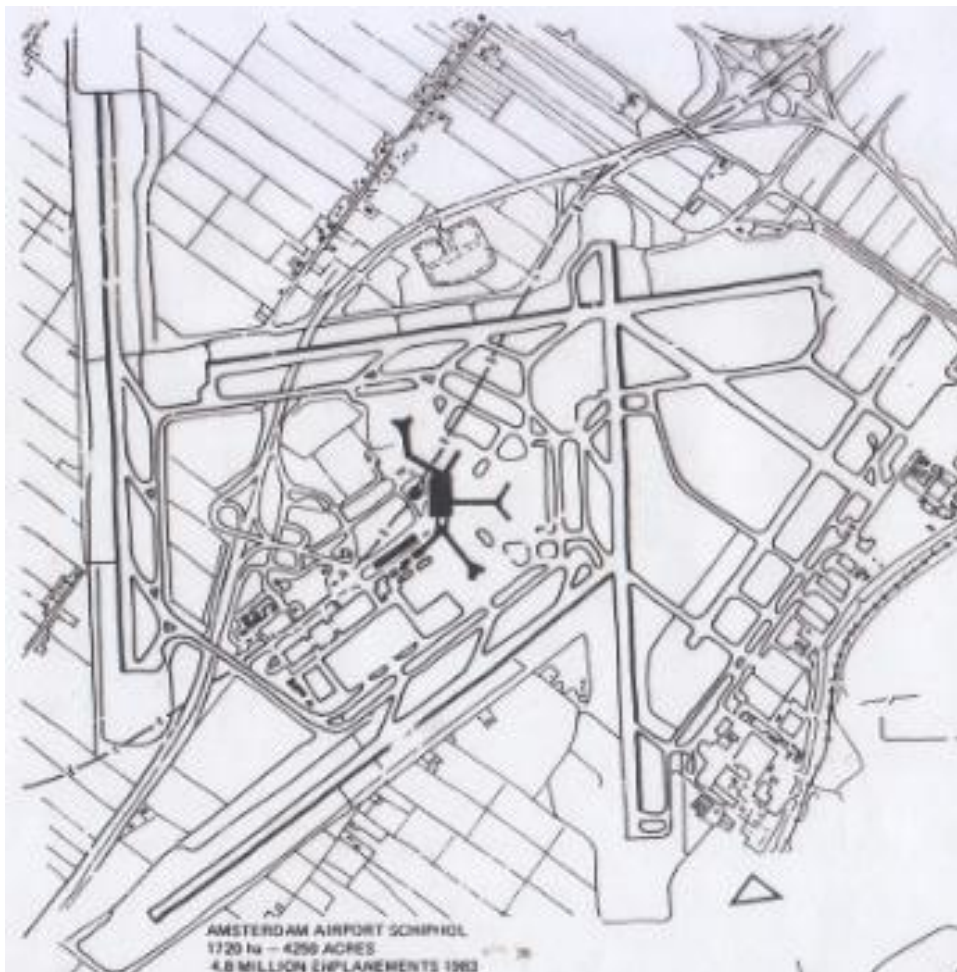 AMSTERDAM AIRPORT SCHIPHOL
1720 ha — 4250 ACRES
4.8 MILLION ENPLANEMENTS 1983